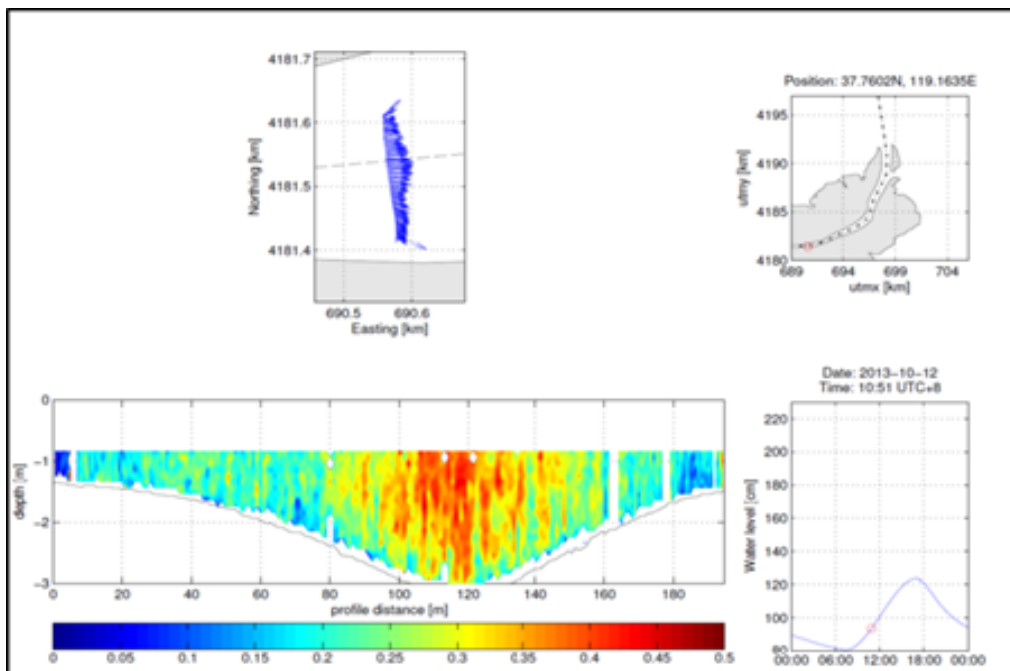 4181.7
4181.6
4181.5
4181.4
Northing [km]
690.5 690.6
Easting [km]
Position: 37.7602N, 119.1635E
4195
4190
4185
4180
utmy [km]
689 694 699 704
utmx [km]
0
−1
−2
−3
depth [m]
0 20 40 60 80 100 120 140 160 180
profile distance [m]
0 0.05 0.1 0.15 0.2 0.25 0.3 0.35 0.4 0.45 0.5
Date: 2013−10−12
Time: 10:51 UTC+8
220
200
180
160
140
120
100
80
Water level [cm]
00:00 06:00 12:00 18:00 00:00